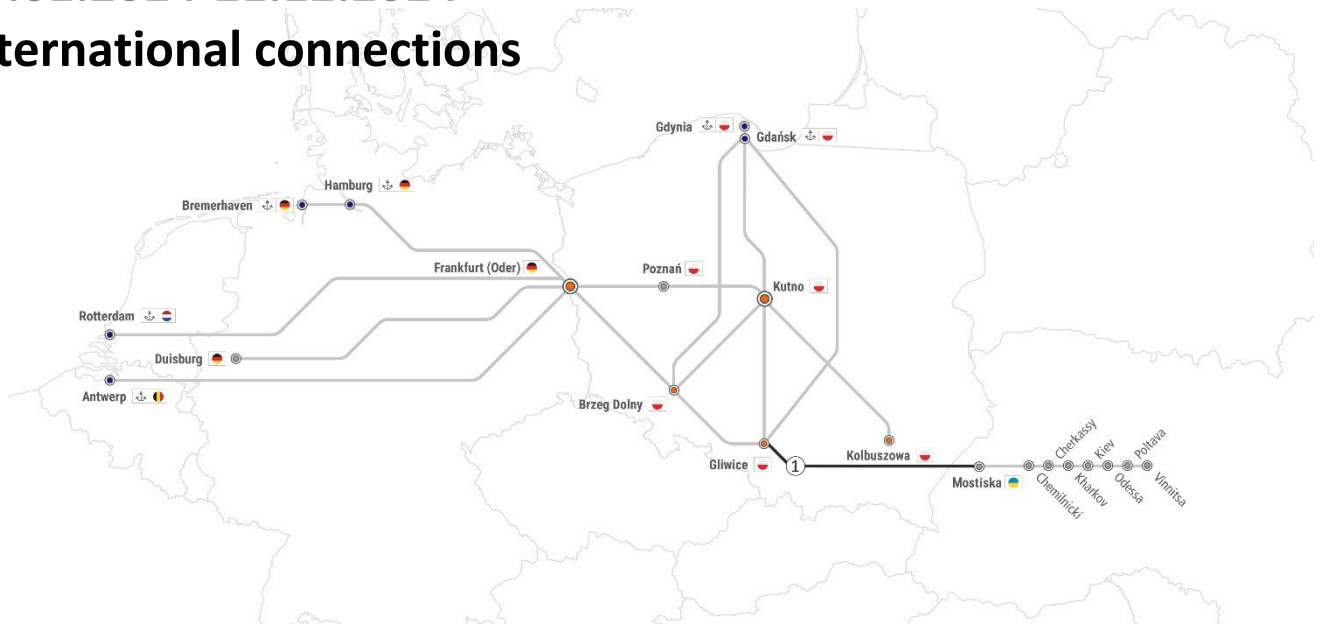 ternational connections
Gdynia
Gdańsk
Hamburg
Bremerhaven
Frankfurt (Oder)
Poznań
Kutno
Rotterdam
Duisburg
Antwerp
Brzeg Dolny
Gliwice
1
Kolbuszowa
Mostiska
Chemilnicki
Cherkassy
Kharkov
Kiev
Odessa
Poltava
Vinnitsa